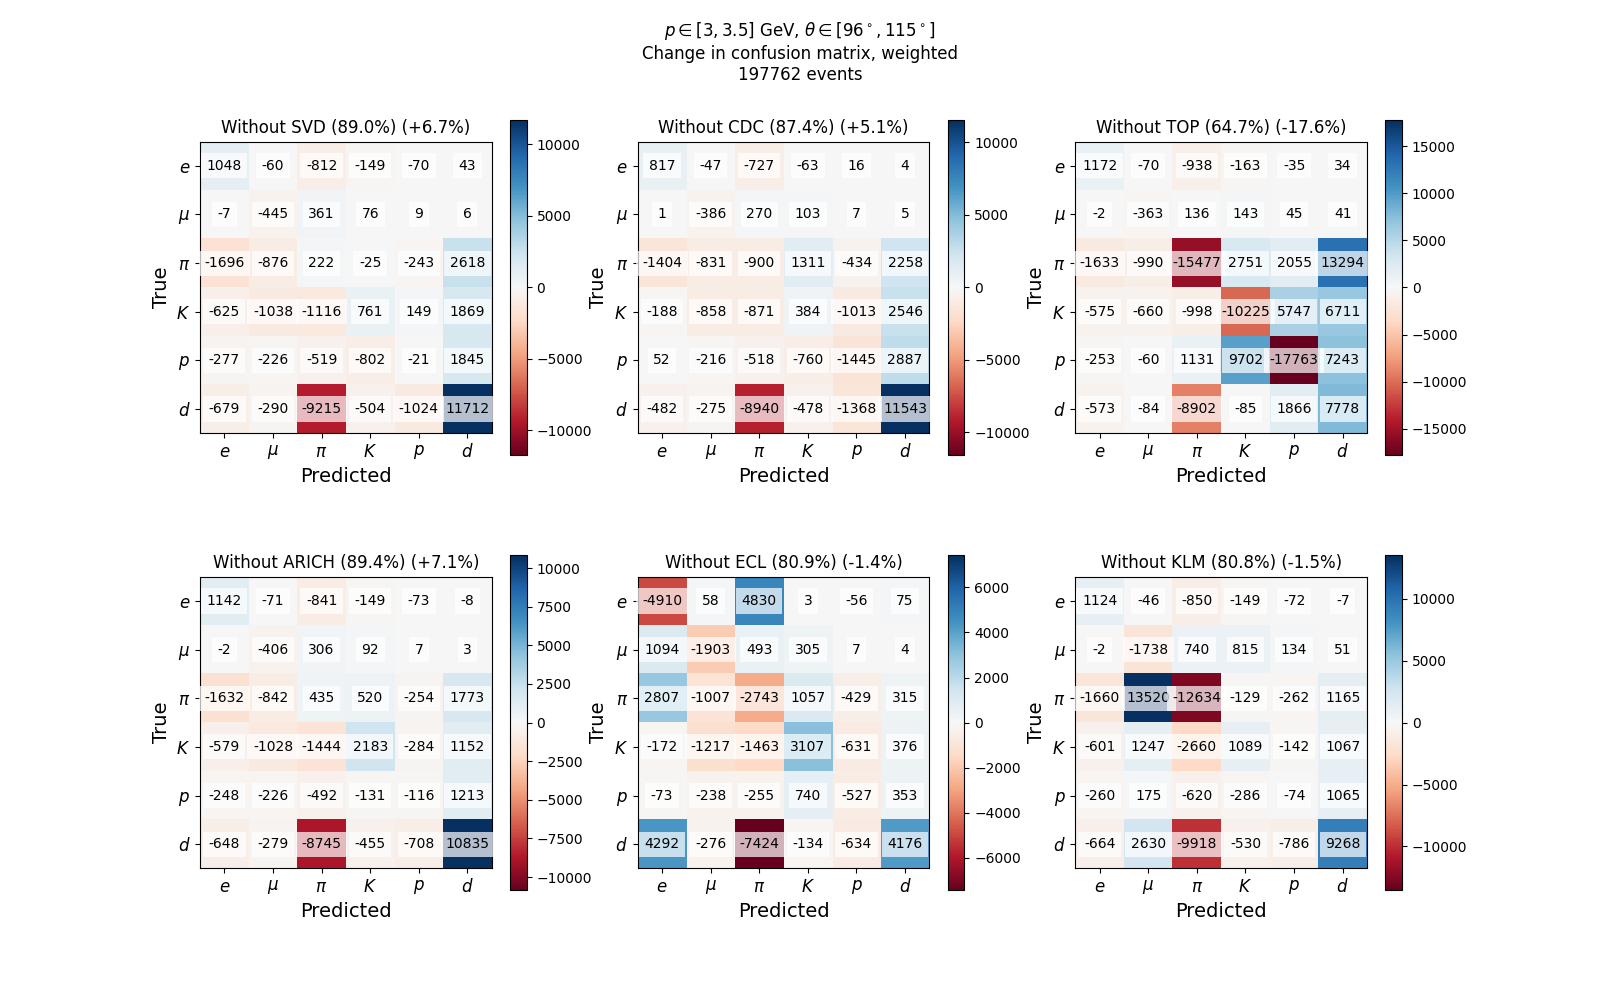 p ∈ [3, 3.5] GeV, θ ∈ [96°, 115°]
Change in confusion matrix, weighted
197762 events
Without SVD (89.0%) (+6.7%)
True
e 1048 -60 -812 -149 -70 43
μ -7 -445 361 76 9 6
π -1696 -876 222 -25 -243 2618
K -625 -1038 -1116 761 149 1869
p -277 -226 -519 -802 -21 1845
d -679 -290 -9215 -504 -1024 11712
e μ π K p d
Predicted
10000
5000
0
−5000
−10000
Without CDC (87.4%) (+5.1%)
True
e 817 -47 -727 -63 16 4
μ 1 -386 270 103 7 5
π -1404 -831 -900 1311 -434 2258
K -188 -858 -871 384 -1013 2546
p 52 -216 -518 -760 -1445 2887
d -482 -275 -8940 -478 -1368 11543
e μ π K p d
Predicted
10000
5000
0
−5000
−10000
Without TOP (64.7%) (-17.6%)
True
e 1172 -70 -938 -163 -35 34
μ -2 -363 136 143 45 41
π -1633 -990 -15477 2751 2055 13294
K -575 -660 -998 -10225 5747 6711
p -253 -60 1131 9702 -17763 7243
d -573 -84 -8902 -85 1866 7778
e μ π K p d
Predicted
15000
10000
5000
0
−5000
−10000
−15000
Without ARICH (89.4%) (+7.1%)
True
e 1142 -71 -841 -149 -73 -8
μ -2 -406 306 92 7 3
π -1632 -842 435 520 -254 1773
K -579 -1028 -1444 2183 -284 1152
p -248 -226 -492 -131 -116 1213
d -648 -279 -8745 -455 -708 10835
e μ π K p d
Predicted
10000
7500
5000
2500
0
−2500
−5000
−7500
−10000
Without ECL (80.9%) (-1.4%)
True
e -4910 58 4830 3 -56 75
μ 1094 -1903 493 305 7 4
π 2807 -1007 -2743 1057 -429 315
K -172 -1217 -1463 3107 -631 376
p -73 -238 -255 740 -527 353
d 4292 -276 -7424 -134 -634 4176
e μ π K p d
Predicted
6000
4000
2000
0
−2000
−4000
−6000
Without KLM (80.8%) (-1.5%)
True
e 1124 -46 -850 -149 -72 -7
μ -2 -1738 740 815 134 51
π -1660 13520 -12634 -129 -262 1165
K -601 1247 -2660 1089 -142 1067
p -260 175 -620 -286 -74 1065
d -664 2630 -9918 -530 -786 9268
e μ π K p d
Predicted
10000
5000
0
−5000
−10000